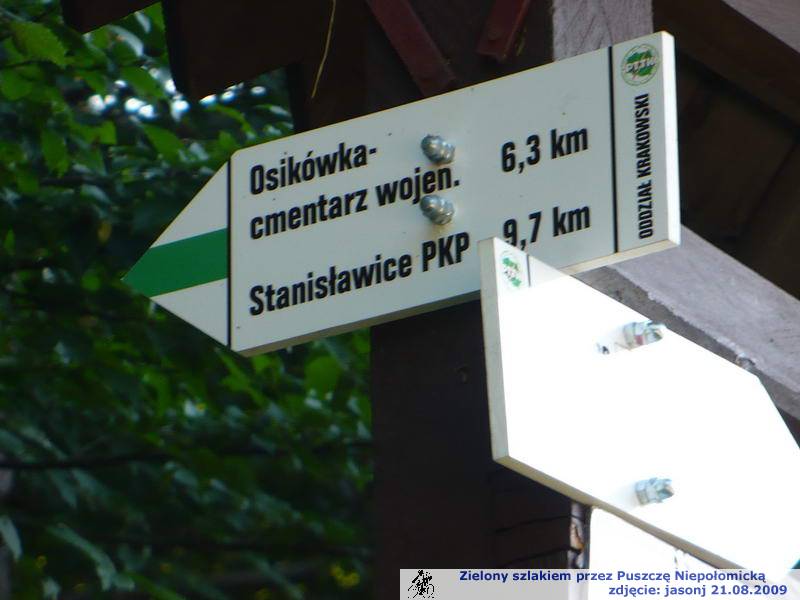 Osikówka-
cmentarz wojen. 6,3 km
Stanisławice PKP 9,7 km
PTTK
ODDZIAŁ KRAKOWSKI
Zielony szlakiem przez Puszczę Niepołomicką
zdjęcie: jasonj 21.08.2009